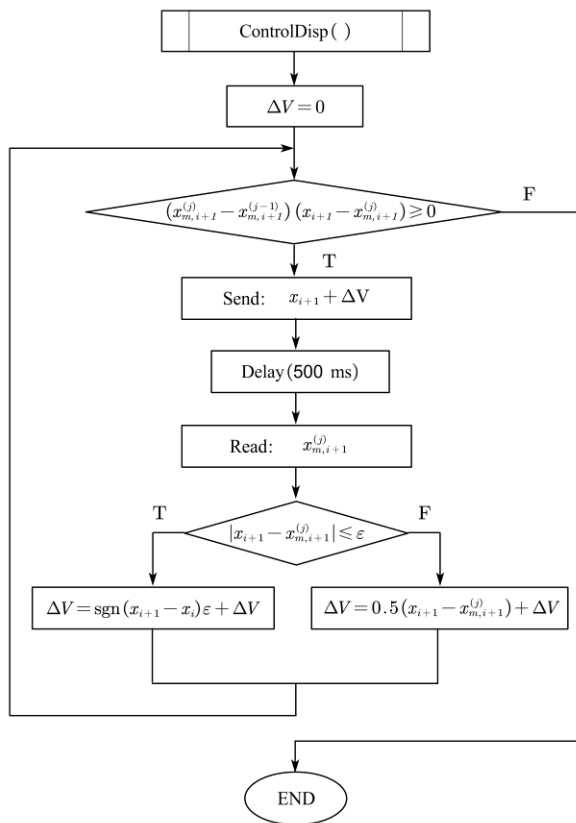 ControlDisp( )
ΔV = 0
(x_{m,i+1}^{(j)} − x_{m,i+1}^{(j−1)}) (x_{i+1} − x_{m,i+1}^{(j)}) ≥ 0
F
T
Send: x_{i+1} + ΔV
Delay(500 ms)
Read: x_{m,i+1}^{(j)}
T
F
|x_{i+1} − x_{m,i+1}^{(j)}| ≤ ε
ΔV = sgn(x_{i+1} − x_i)ε + ΔV
ΔV = 0.5(x_{i+1} − x_{m,i+1}^{(j)}) + ΔV
END